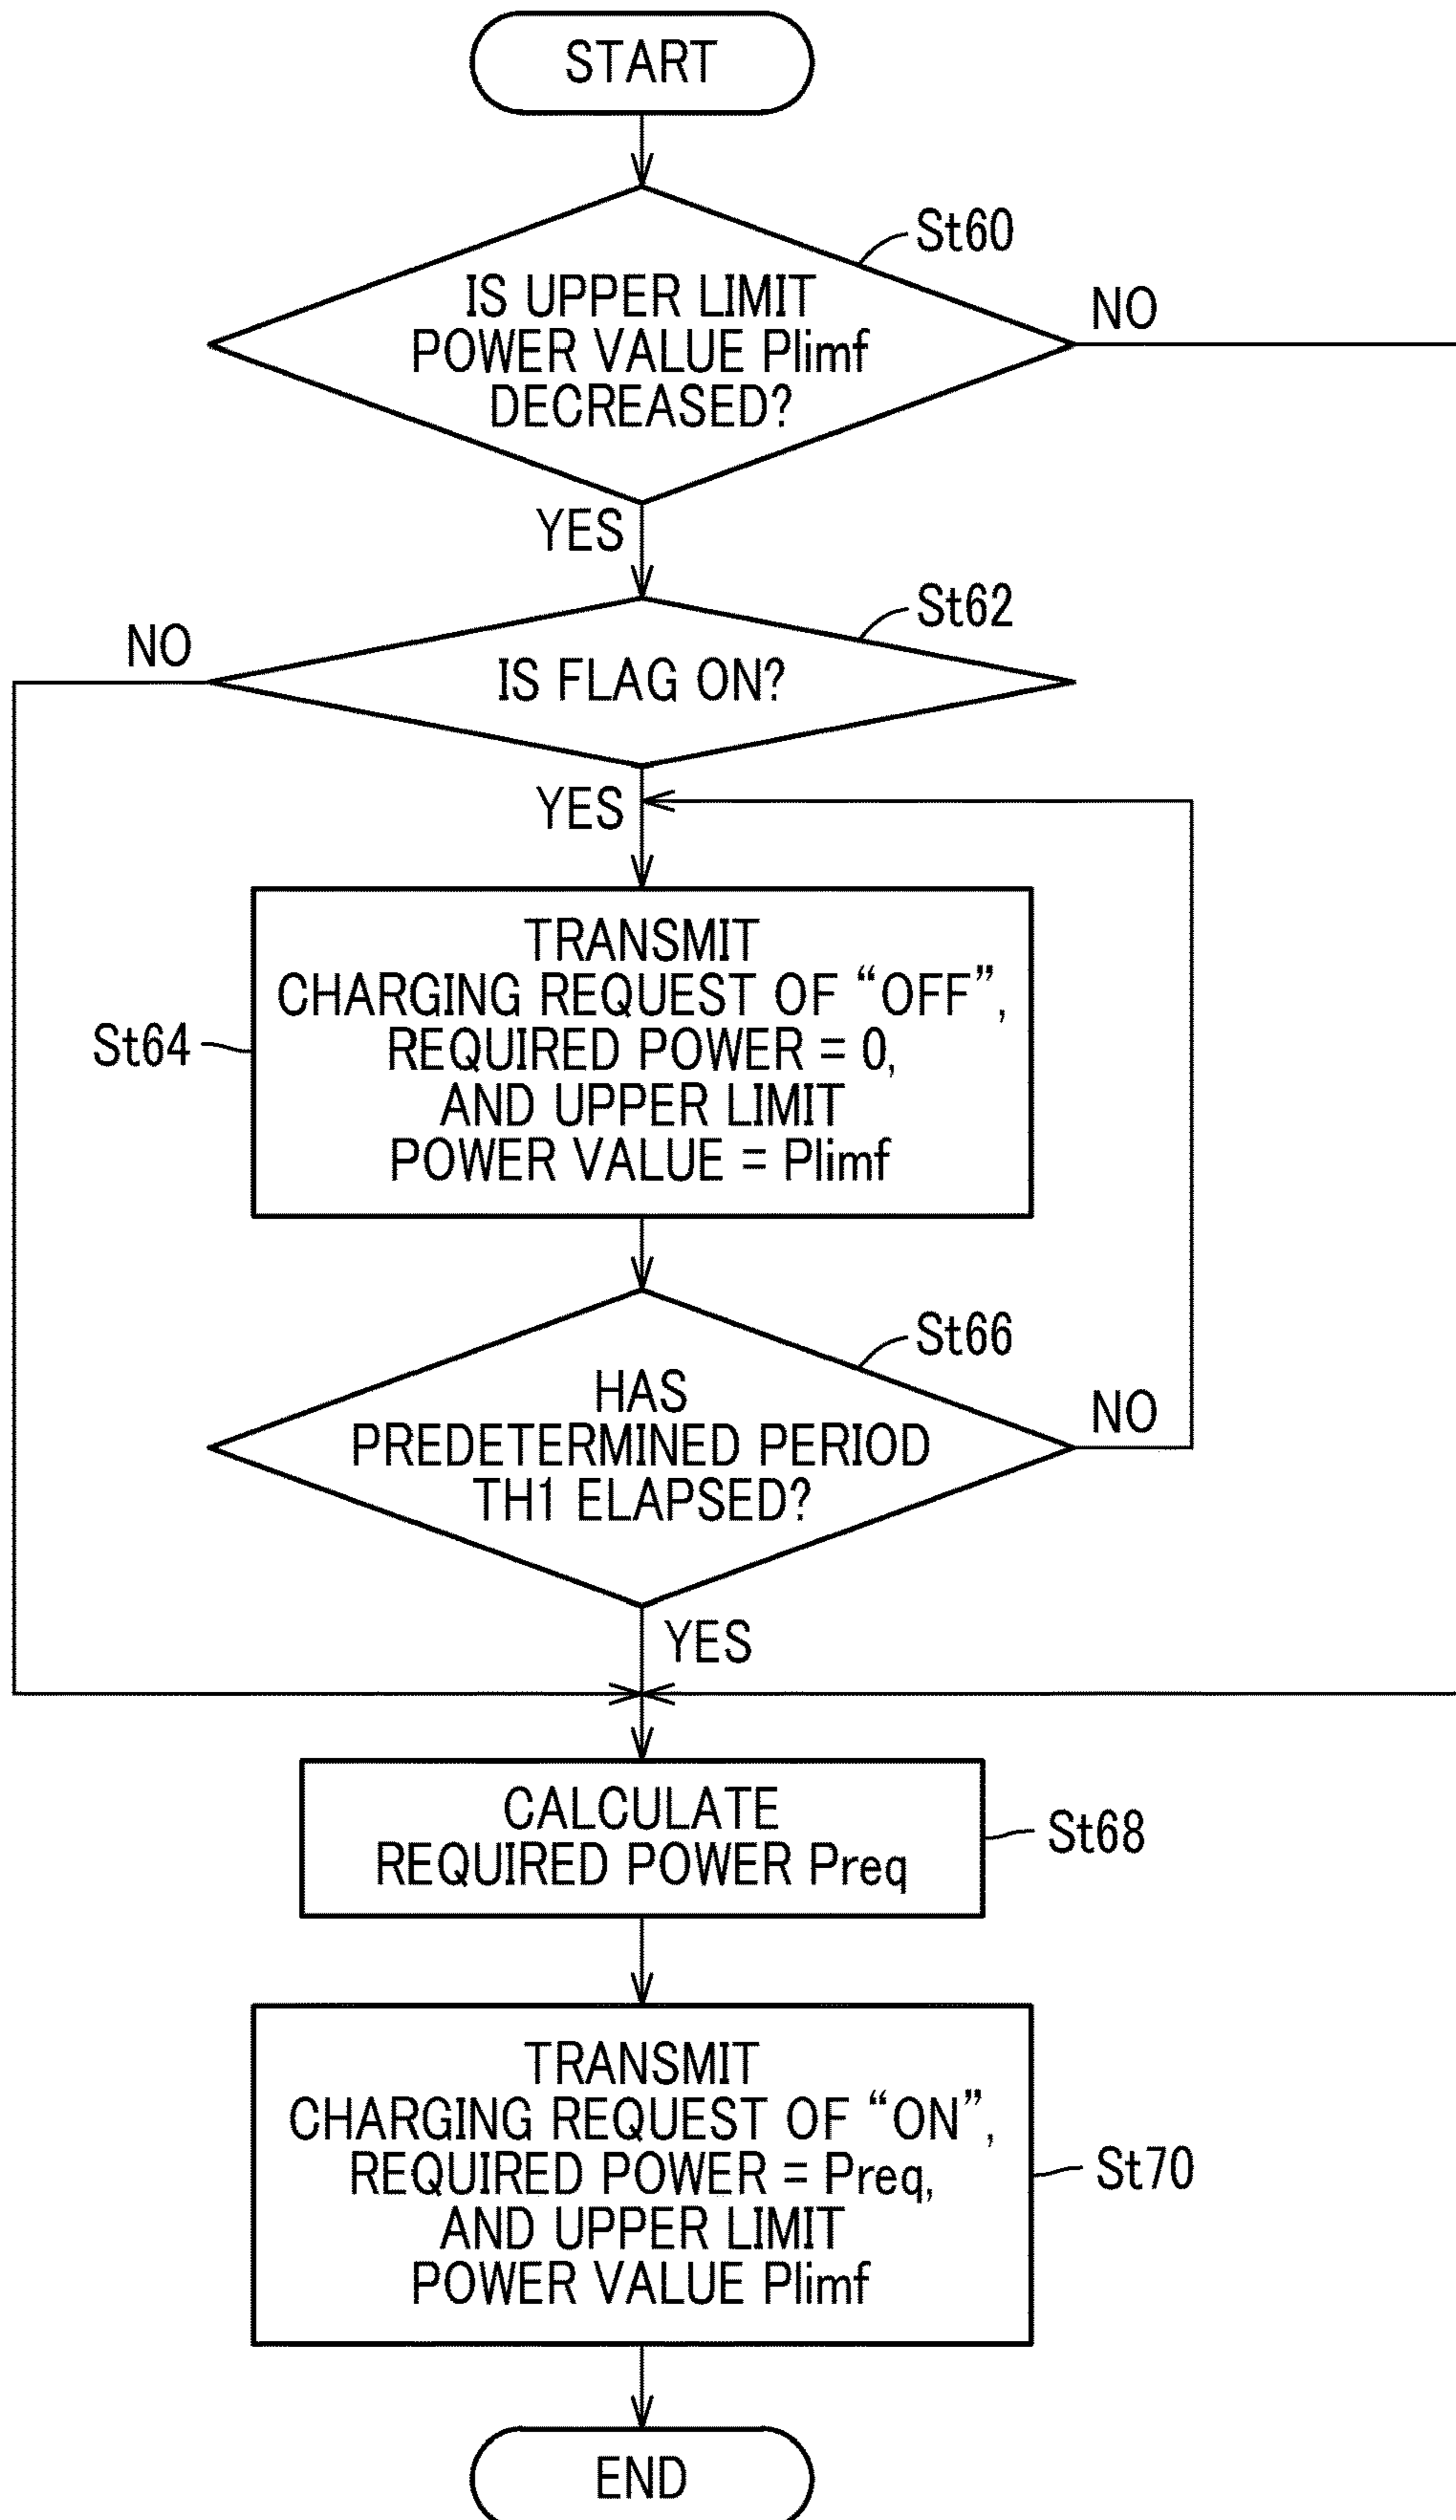 START
St60
IS UPPER LIMIT
POWER VALUE Plimf
DECREASED?
NO
YES
St62
NO
IS FLAG ON?
YES
TRANSMIT
CHARGING REQUEST OF “OFF”,
REQUIRED POWER = 0,
AND UPPER LIMIT
POWER VALUE = Plimf
St64
St66
HAS
PREDETERMINED PERIOD
TH1 ELAPSED?
NO
YES
CALCULATE
REQUIRED POWER Preq
St68
TRANSMIT
CHARGING REQUEST OF “ON”,
REQUIRED POWER = Preq,
AND UPPER LIMIT
POWER VALUE Plimf
St70
END